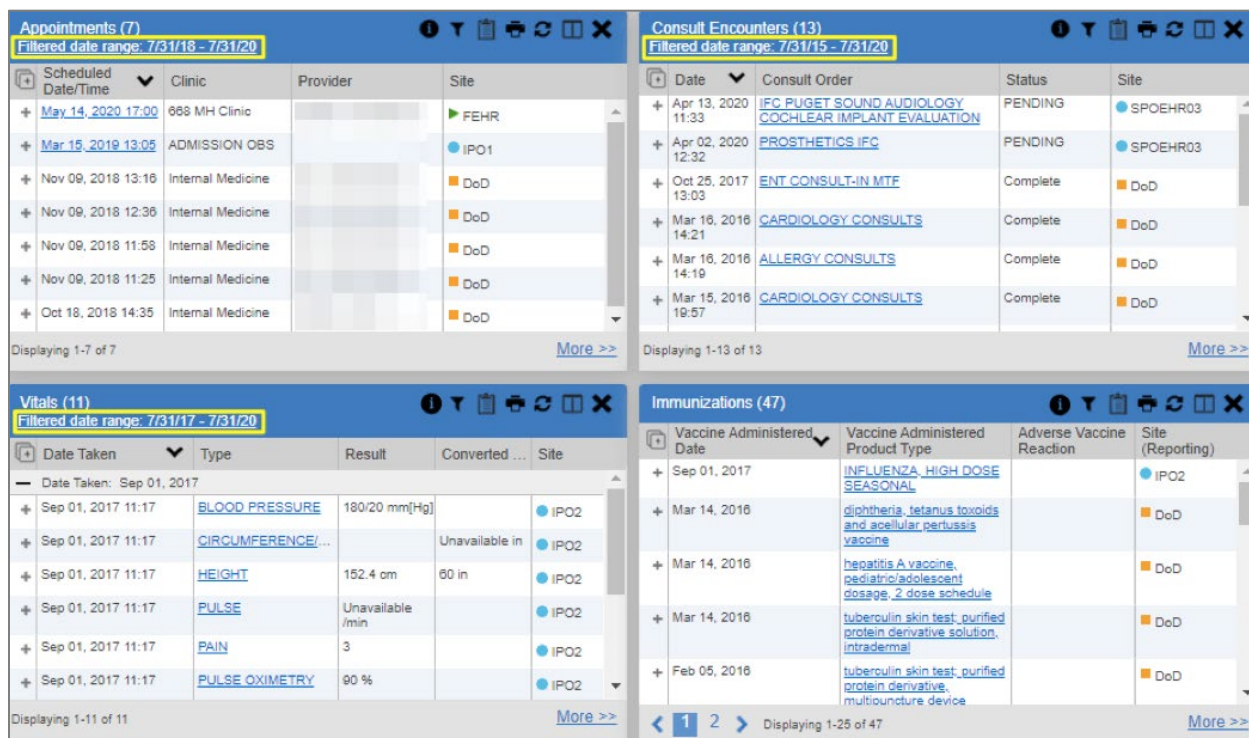 Appointments (7)
Filtered date range: 7/31/18 - 7/31/20
Scheduled Date/Time Clinic Provider Site
May 14, 2020 17:00 668 MH Clinic FEHR
Mar 15, 2019 13:05 ADMISSION OBS IPO1
Nov 09, 2018 13:16 Internal Medicine DoD
Nov 09, 2018 12:36 Internal Medicine DoD
Nov 09, 2018 11:58 Internal Medicine DoD
Nov 09, 2018 11:25 Internal Medicine DoD
Oct 18, 2018 14:35 Internal Medicine DoD
Displaying 1-7 of 7 More >>
Consult Encounters (13)
Filtered date range: 7/31/15 - 7/31/20
Date Consult Order Status Site
Apr 13, 2020 IFC PUGET SOUND AUDIOLOGY PENDING SPOEHR03
11:33 COCHLEAR IMPLANT EVALUATION
Apr 02, 2020 PROSTHETICS IFC PENDING SPOEHR03
12:32
Oct 25, 2017 ENT CONSULT-IN MTF Complete DoD
13:03
Mar 16, 2016 CARDIOLOGY CONSULTS Complete DoD
14:21
Mar 16, 2016 ALLERGY CONSULTS Complete DoD
14:19
Mar 15, 2016 CARDIOLOGY CONSULTS Complete DoD
19:57
Displaying 1-13 of 13 More >>
Vitals (11)
Filtered date range: 7/31/17 - 7/31/20
Date Taken Type Result Converted ... Site
Date Taken: Sep 01, 2017
Sep 01, 2017 11:17 BLOOD PRESSURE 180/20 mm[Hg] IPO2
Sep 01, 2017 11:17 CIRCUMFERENCE/... Unavailable in IPO2
Sep 01, 2017 11:17 HEIGHT 152.4 cm 60 in IPO2
Sep 01, 2017 11:17 PULSE Unavailable IPO2
/min
Sep 01, 2017 11:17 PAIN 3 IPO2
Sep 01, 2017 11:17 PULSE OXIMETRY 90 % IPO2
Displaying 1-11 of 11 More >>
Immunizations (47)
Vaccine Administered Vaccine Administered Adverse Vaccine Site
Date Product Type Reaction (Reporting)
Sep 01, 2017 INFLUENZA, HIGH DOSE IPO2
SEASONAL
Mar 14, 2016 diphtheria, tetanus toxoids DoD
and acellular pertussis
vaccine
Mar 14, 2016 hepatitis A vaccine, DoD
pediatric/adolescent
dosage, 2 dose schedule
Mar 14, 2016 tuberculin skin test; purified DoD
protein derivative solution,
intradermal
Feb 05, 2016 tuberculin skin test; purified DoD
protein derivative,
multipuncture device
1 2 Displaying 1-25 of 47 More >>